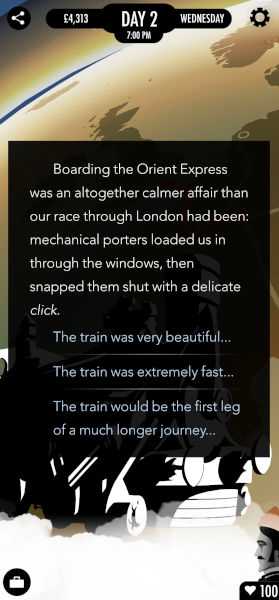 £4,313
DAY 2
WEDNESDAY
7:00 PM
Boarding the Orient Express
was an altogether calmer affair than
our race through London had been:
mechanical porters loaded us in
through the windows, then
snapped them shut with a delicate
click.
The train was very beautiful...
The train was extremely fast...
The train would be the first leg
of a much longer journey...
100